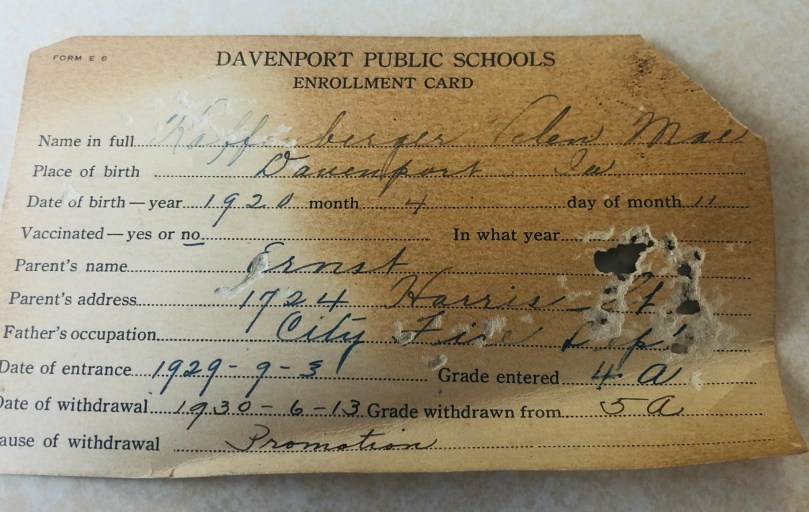 FORM E 6
DAVENPORT PUBLIC SCHOOLS
ENROLLMENT CARD
Name in full Kaffenberger Helen Mae
Place of birth Davenport Ia
Date of birth—year 1920 month 4 day of month 11
Vaccinated—yes or no In what year
Parent's name Ernst
Parent's address 1724 Harris St
Father's occupation City Fire Dep't
Date of entrance 1929-9-3 Grade entered 4 A
Date of withdrawal 1930-6-13 Grade withdrawn from 5 A
ause of withdrawal Promotion